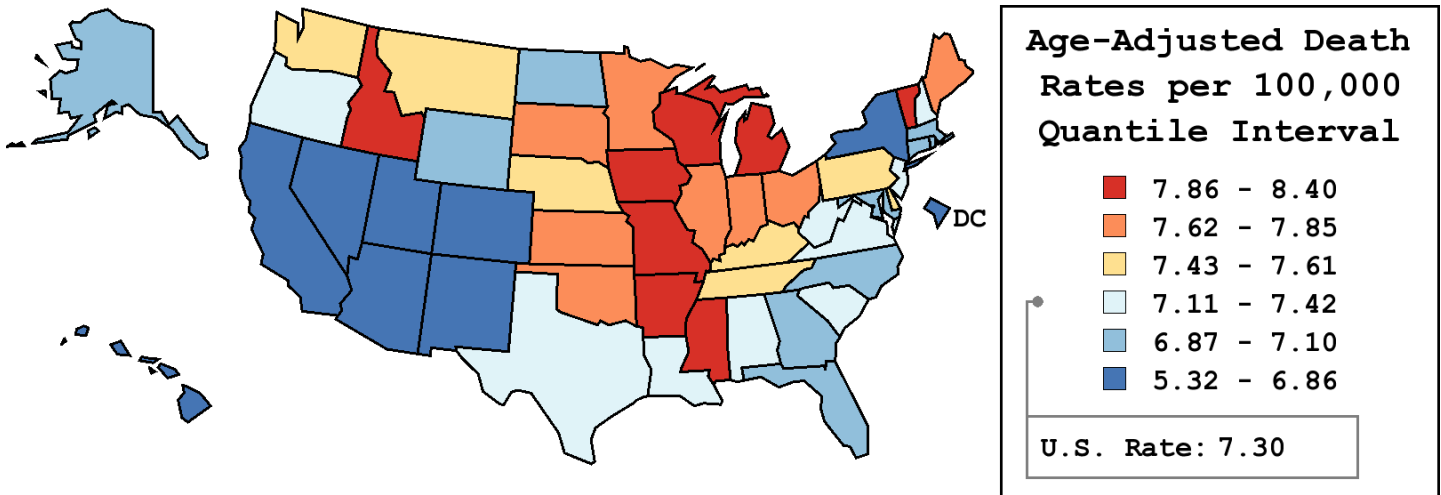 DC
Age-Adjusted Death
Rates per 100,000
Quantile Interval
7.86 - 8.40
7.62 - 7.85
7.43 - 7.61
7.11 - 7.42
6.87 - 7.10
5.32 - 6.86
U.S. Rate: 7.30